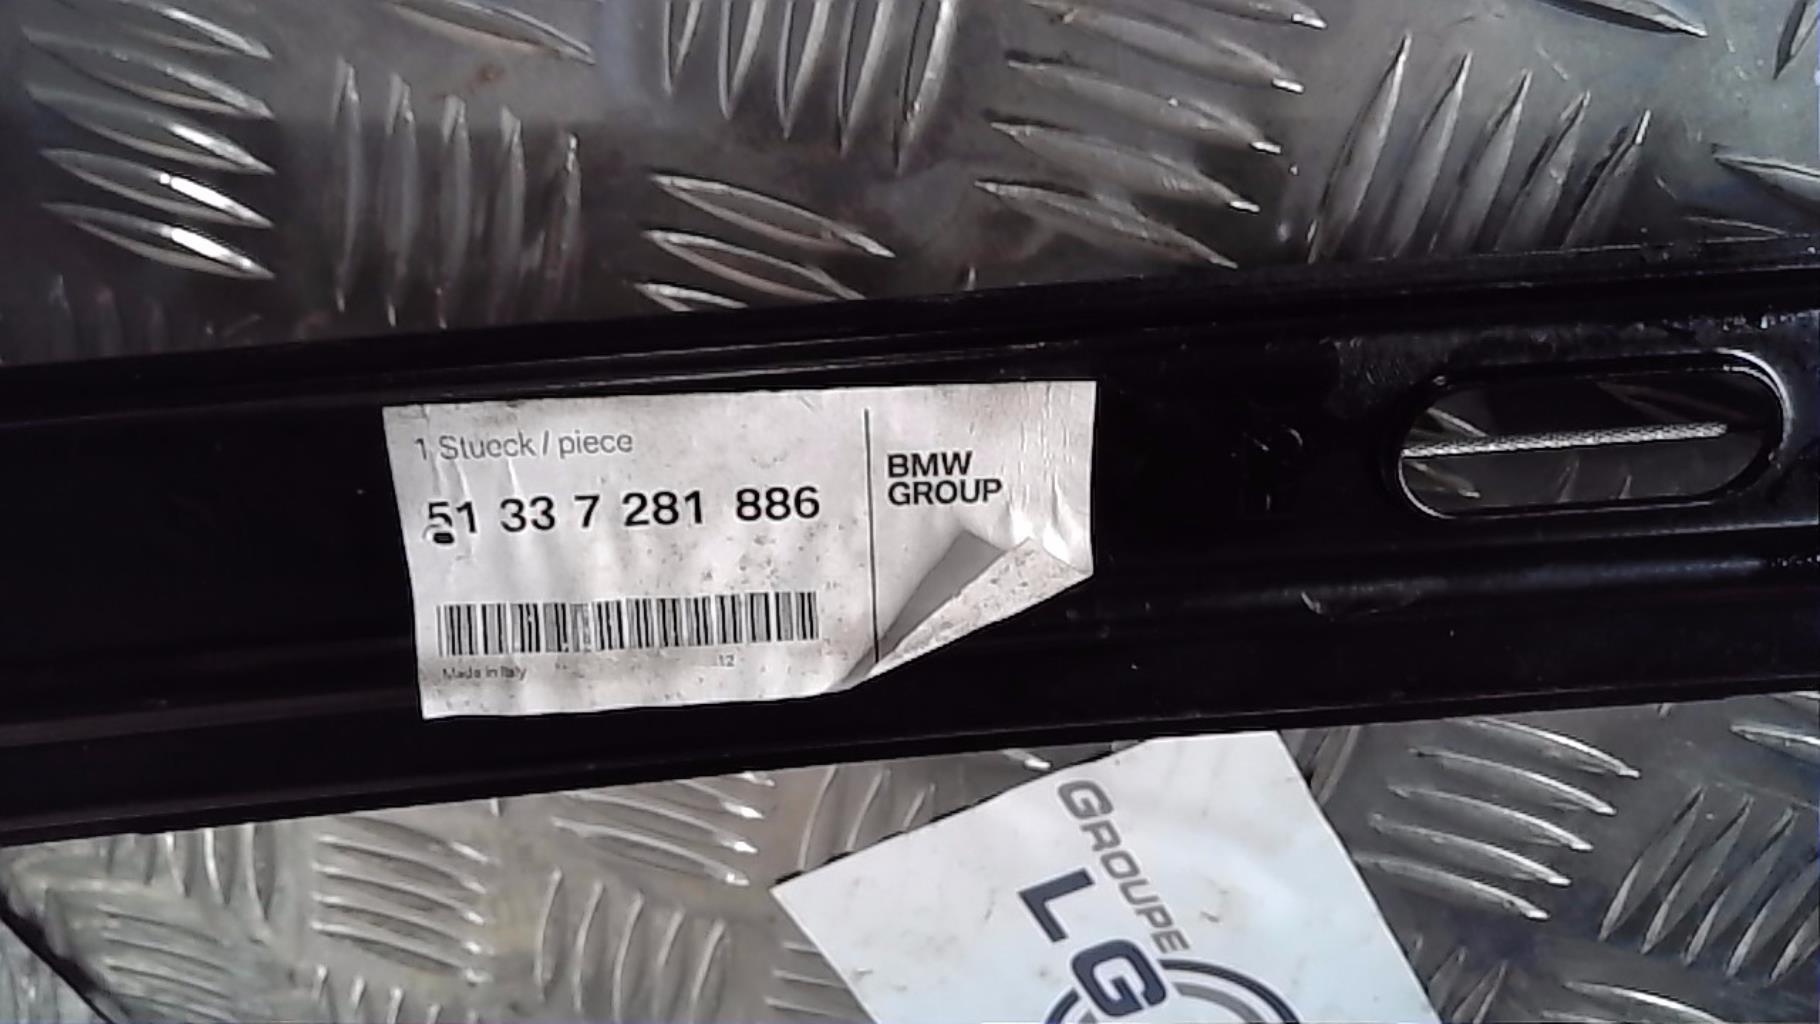 1 Stueck / piece
51 33 7 281 886
BMW
GROUP
Made in Italy
12
GROUPE
LG